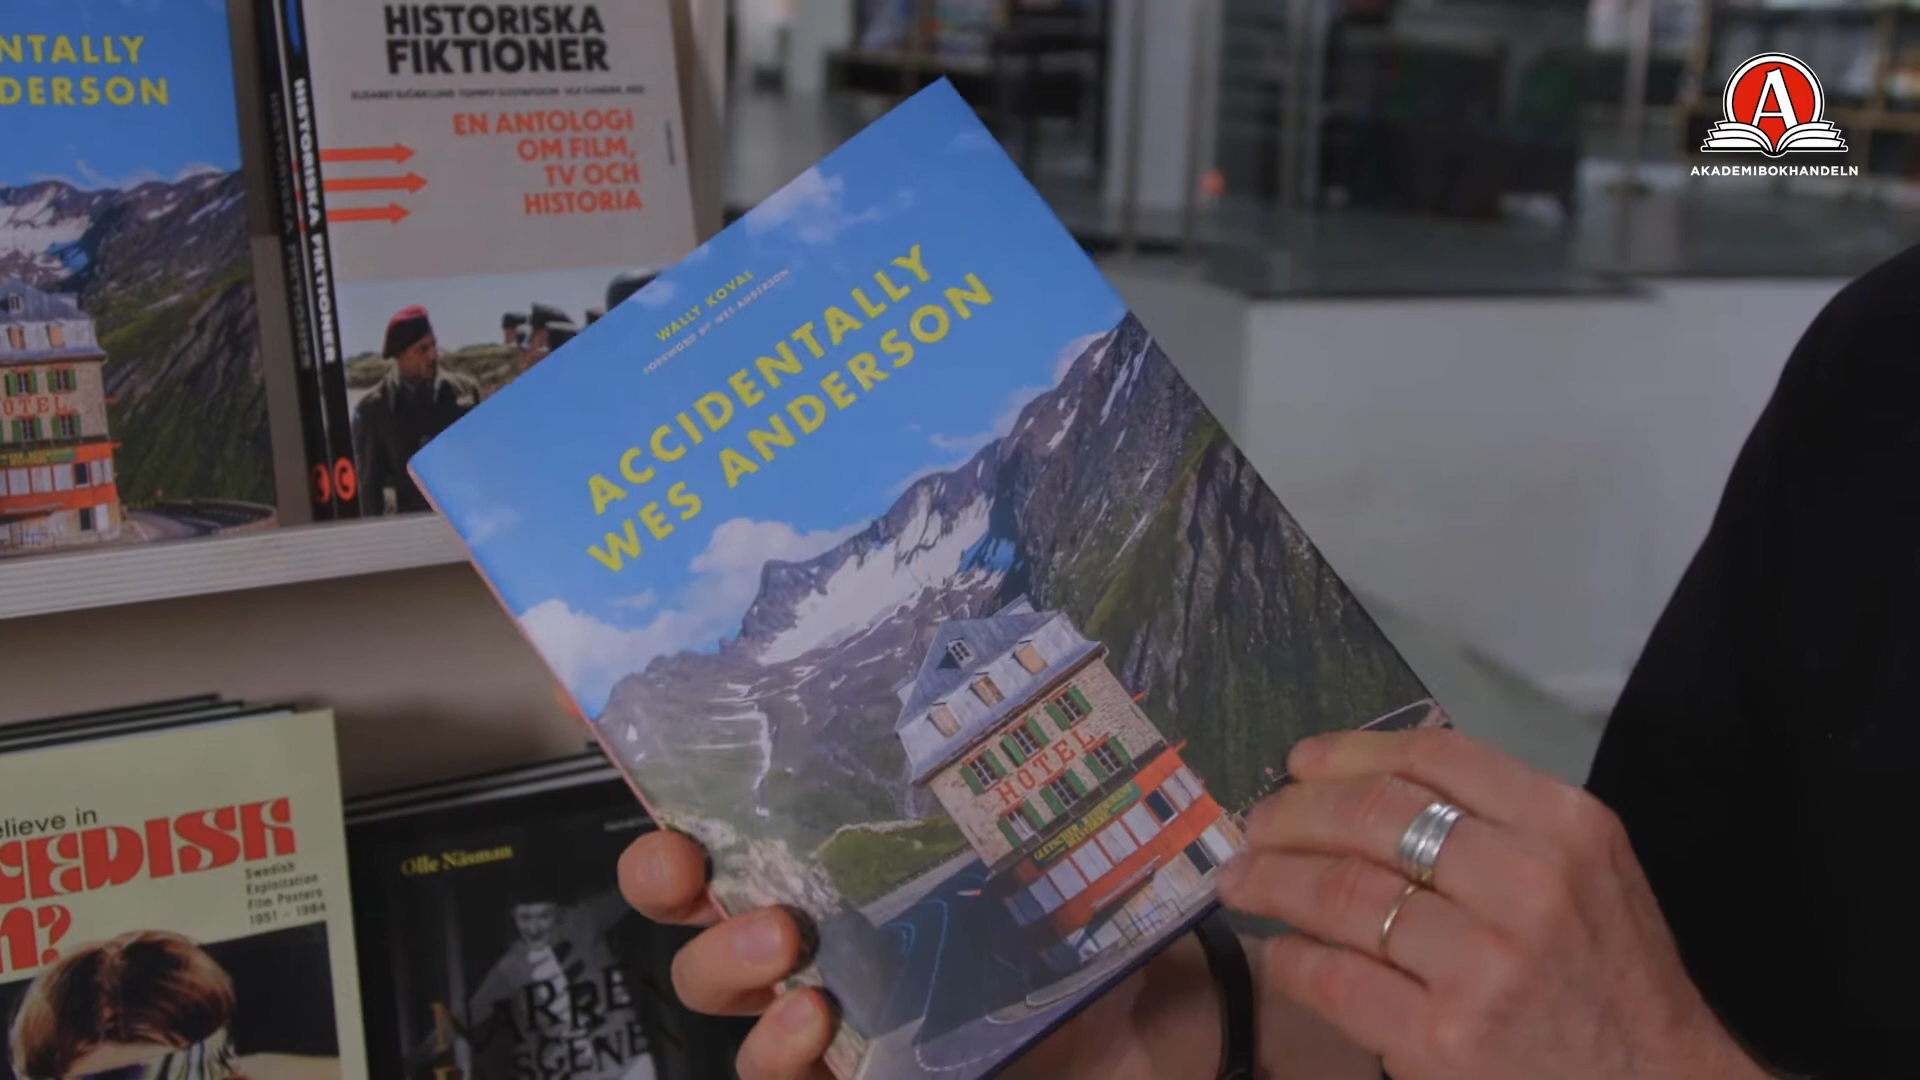 NTALLY
DERSON
HOTEL
HISTORISKA FIKTIONER
HISTORISKA
FIKTIONER
EN ANTOLOGI
OM FILM,
TV OCH
HISTORIA
WALLY KOVAL
FOREWORD BY WES ANDERSON
ACCIDENTALLY
WES ANDERSON
HOTEL
AKADEMIBOKHANDELN
elieve in
EDISH
Swedish
Exploitation
Film Posters
1951 – 1984
Olle Näsman